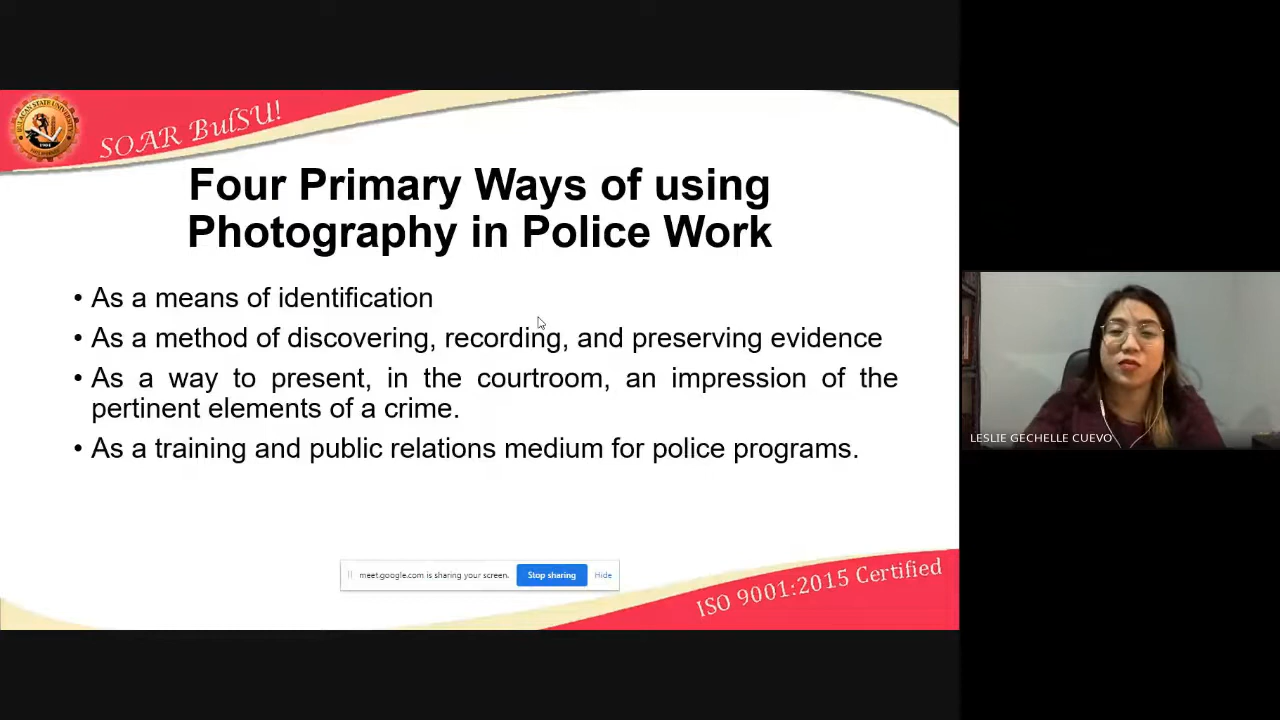 SOAR BulSU!
Four Primary Ways of using
Photography in Police Work
• As a means of identification
• As a method of discovering, recording, and preserving evidence
• As a way to present, in the courtroom, an impression of the
pertinent elements of a crime.
• As a training and public relations medium for police programs.
LESLIE GECHELLE CUEVO
meet.google.com is sharing your screen.
Stop sharing
Hide
ISO 9001:2015 Certified